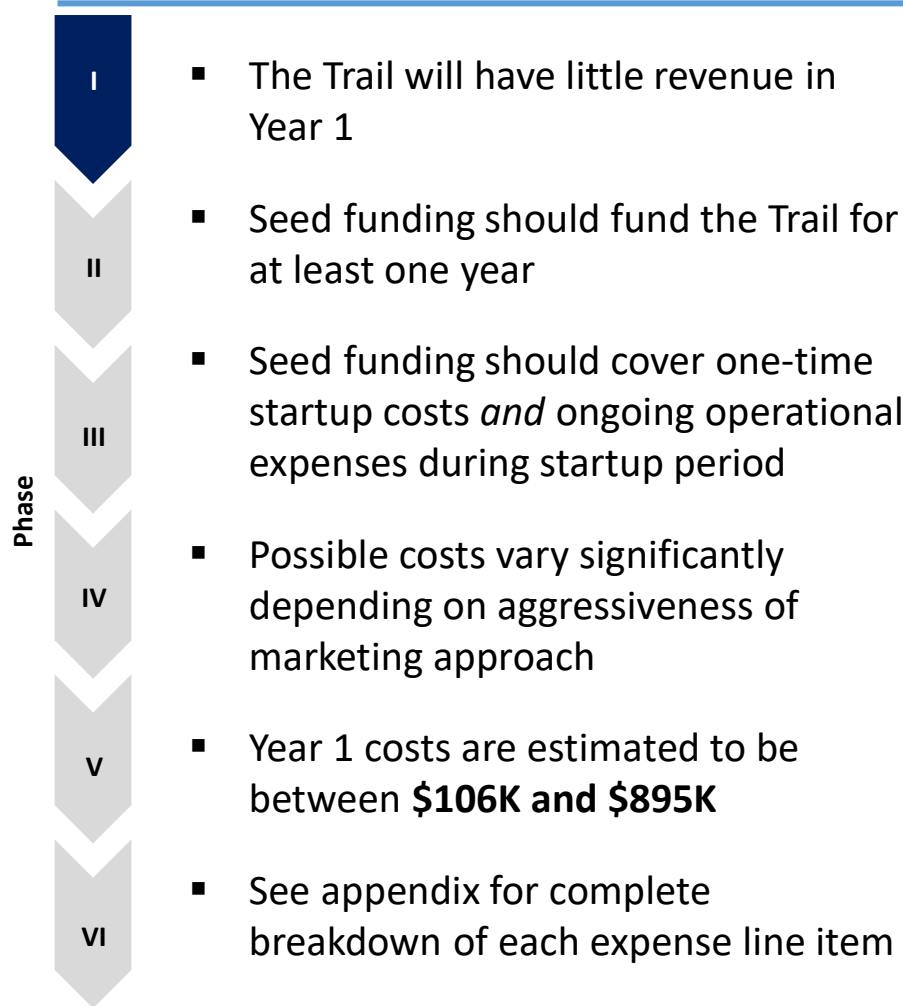 Phase
I
II
III
IV
V
VI
▪ The Trail will have little revenue in
Year 1
▪ Seed funding should fund the Trail for
at least one year
▪ Seed funding should cover one-time
startup costs and ongoing operational
expenses during startup period
▪ Possible costs vary significantly
depending on aggressiveness of
marketing approach
▪ Year 1 costs are estimated to be
between $106K and $895K
▪ See appendix for complete
breakdown of each expense line item